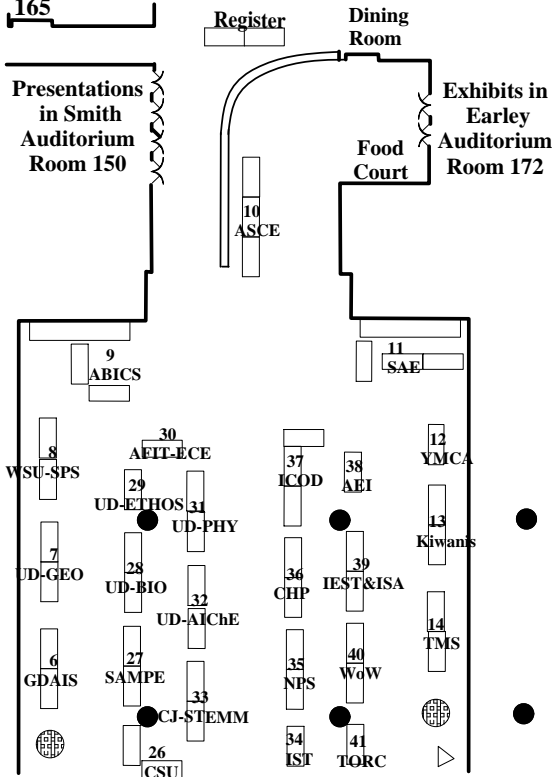 165
Register
Dining
Room
Presentations
in Smith
Auditorium
Room 150
Exhibits in
Earley
Auditorium
Room 172
Food
Court
10
ASCE
9
ABICS
11
SAE
8
WSU-SPS
30
AFIT-ECE
29
UD-ETHOS
31
UD-PHY
37
ICOD
38
AEI
12
YMCA
13
Kiwanis
7
UD-GEO
28
UD-BIO
32
UD-AIChE
36
CHP
39
IEST&ISA
14
TMS
6
GDAIS
27
SAMPE
33
CJ-STEMM
35
NPS
40
WoW
26
CSU
34
IST
41
TORC